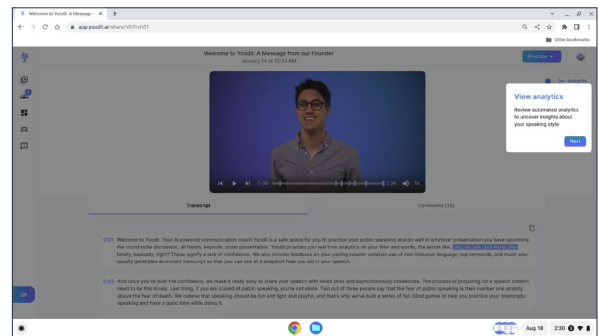 Welcome to Yoodli: A Message
app.yoodli.ai/share/
Other bookmarks
Welcome to Yoodli: A Message from our Founder
January 14 at 10:33 AM
Practice
Insights
View analytics
Review automated analytics
to uncover insights about
your speaking style
Next
0:00
1:26
1x
Transcript
Comments (14)
0:01 Welcome to Yoodli. Your AI powered communication coach Yoodli is a safe space for you to practice your public speaking and do well in whatever presentation you have upcoming
the round table discussion, all hands, keynote, zoom presentation. Yoodli provides you real time analytics on your filler and words, the words like
totally, basically, right? These signify a lack of confidence. We also provide feedback on your pacing volume variation use of non inclusive language, top keywords, and much else
usually generates an instant transcript so that you can see at a snapshot how you did in your speech.
And once you've built the confidence, we make it really easy to share your speech with loved ones and asynchronously collaborate. The process of preparing for a speech doesn't
need to be this lonely. Last thing, if you are scared of public speaking, you're not alone. Two out of three people say that the fear of public speaking is their number one anxiety
above the fear of death. We believe that speaking should be fun and light and playful, and that's why we've built a series of fun 32nd games to help you practice your impromptu
speaking and have a good time while doing it.
Aug 18
2:30